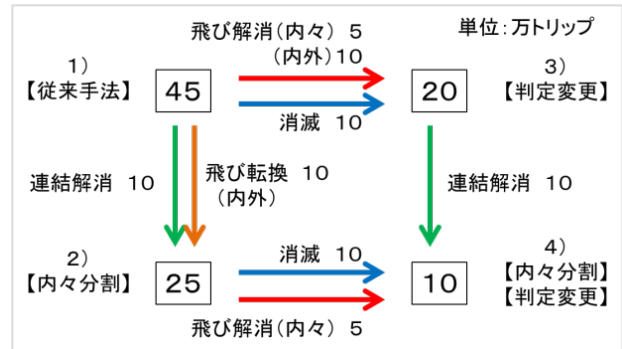 飛び解消(内々) 5
(内外)10
単位:万トリップ
1)
【従来手法】
45
消滅 10
20
3)
【判定変更】
連結解消 10
飛び転換 10
(内外)
連結解消 10
2)
【内々分割】
25
消滅 10
飛び解消(内々) 5
10
4)
【内々分割】
【判定変更】